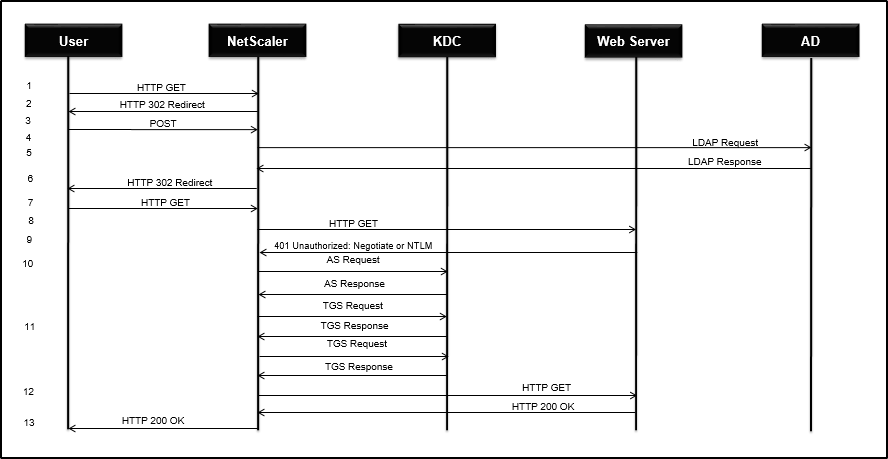 User NetScaler KDC Web Server AD
1 HTTP GET
2 HTTP 302 Redirect
3 POST
4 LDAP Request
5 LDAP Response
6 HTTP 302 Redirect
7 HTTP GET
8 HTTP GET
9 401 Unauthorized: Negotiate or NTLM
10 AS Request
AS Response
TGS Request
11 TGS Response
TGS Request
TGS Response
12 HTTP GET
HTTP 200 OK
13 HTTP 200 OK